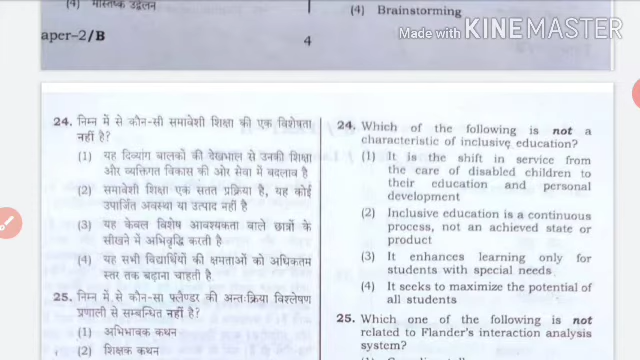 (4) मस्तिष्क उद्वेलन
(4) Brainstorming
Made with KINEMASTER
aper–2/B
4
24. निम्न में से कौन-सी समावेशी शिक्षा की एक विशेषता
नहीं है?
(1) यह दिव्यांग बालकों की देखभाल से उनकी शिक्षा
और व्यक्तिगत विकास की ओर सेवा में बदलाव है
(2) समावेशी शिक्षा एक सतत प्रक्रिया है, यह कोई
उपार्जित अवस्था या उत्पाद नहीं है
(3) यह केवल विशेष आवश्यकता वाले छात्रों के
सीखने में अभिवृद्धि करती है
(4) यह सभी विद्यार्थियों की क्षमताओं को अधिकतम
स्तर तक बढ़ाना चाहती है
25. निम्न में से कौन-सा फ्लैण्डर की अन्तःक्रिया विश्लेषण
प्रणाली से सम्बन्धित नहीं है?
(1) अभिभावक कथन
(2) शिक्षक कथन
24. Which of the following is not a
characteristic of inclusive education?
(1) It is the shift in service from
the care of disabled children to
their education and personal
development
(2) Inclusive education is a continuous
process, not an achieved state or
product
(3) It enhances learning only for
students with special needs
(4) It seeks to maximize the potential of
all students
25. Which one of the following is not
related to Flander's interaction analysis
system?
(1)